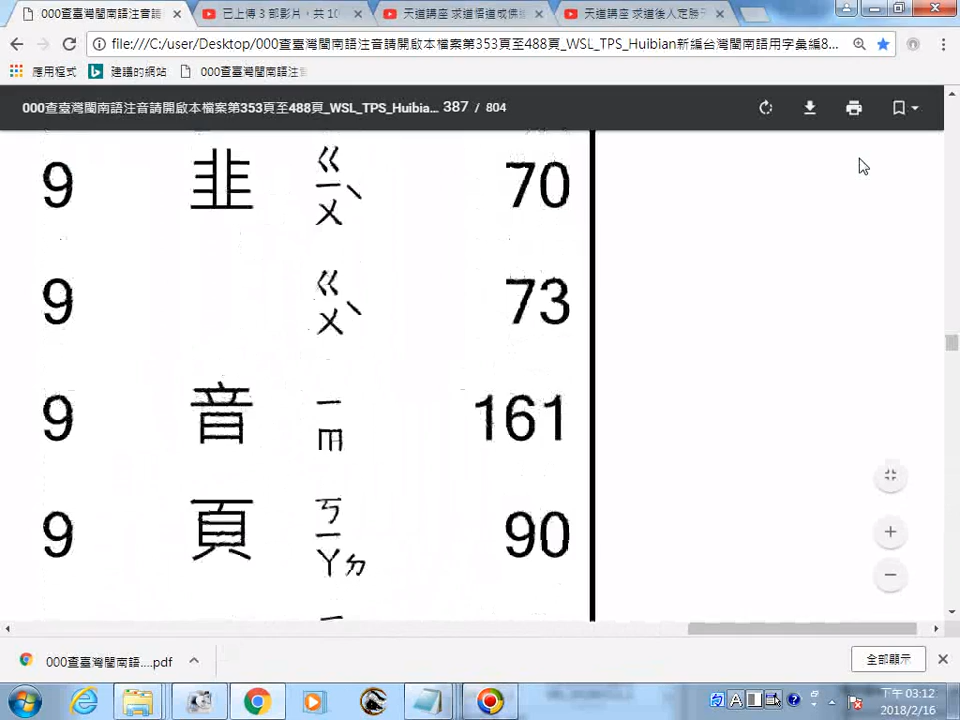 000查臺灣閩南語注音請
已上傳 3 部影片，共 10
天道講座 求道悟道成佛
天道講座 求道後人定勝
file:///C:/user/Desktop/000查臺灣閩南語注音請開啟本檔案第353頁至488頁_WSL_TPS_Huibian新編台灣閩南語用字彙編8...
應用程式
建議的網站
000查臺灣閩南語注音
000查臺灣閩南語注音請開啟本檔案第353頁至488頁_WSL_TPS_Huibia... 387 / 804
9 韭 ㄍㄧㄨˋ 70
9 ㄍㄨˋ 73
9 音 ㄧㆬ 161
9 頁 ㄎㄧㄚㄉ 90
000查臺灣閩南語....pdf
全部顯示
下午 03:12
2018/2/16